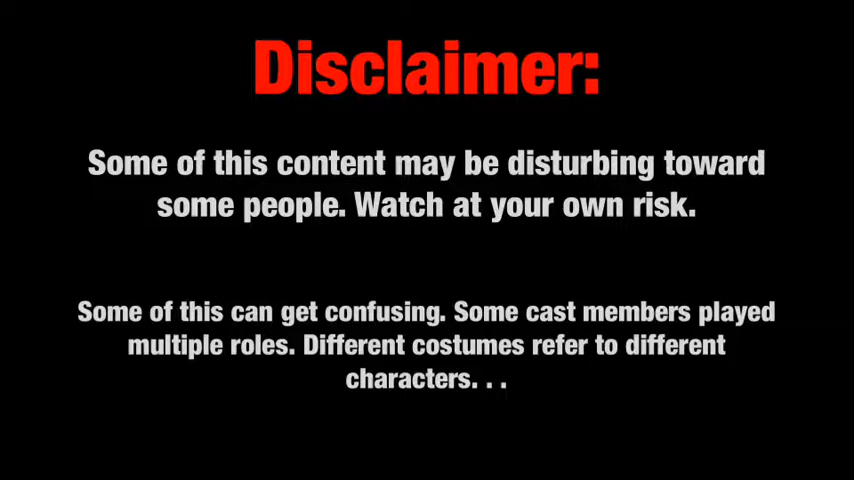 Disclaimer:
Some of this content may be disturbing toward
some people. Watch at your own risk.
Some of this can get confusing. Some cast members played
multiple roles. Different costumes refer to different
characters. . .